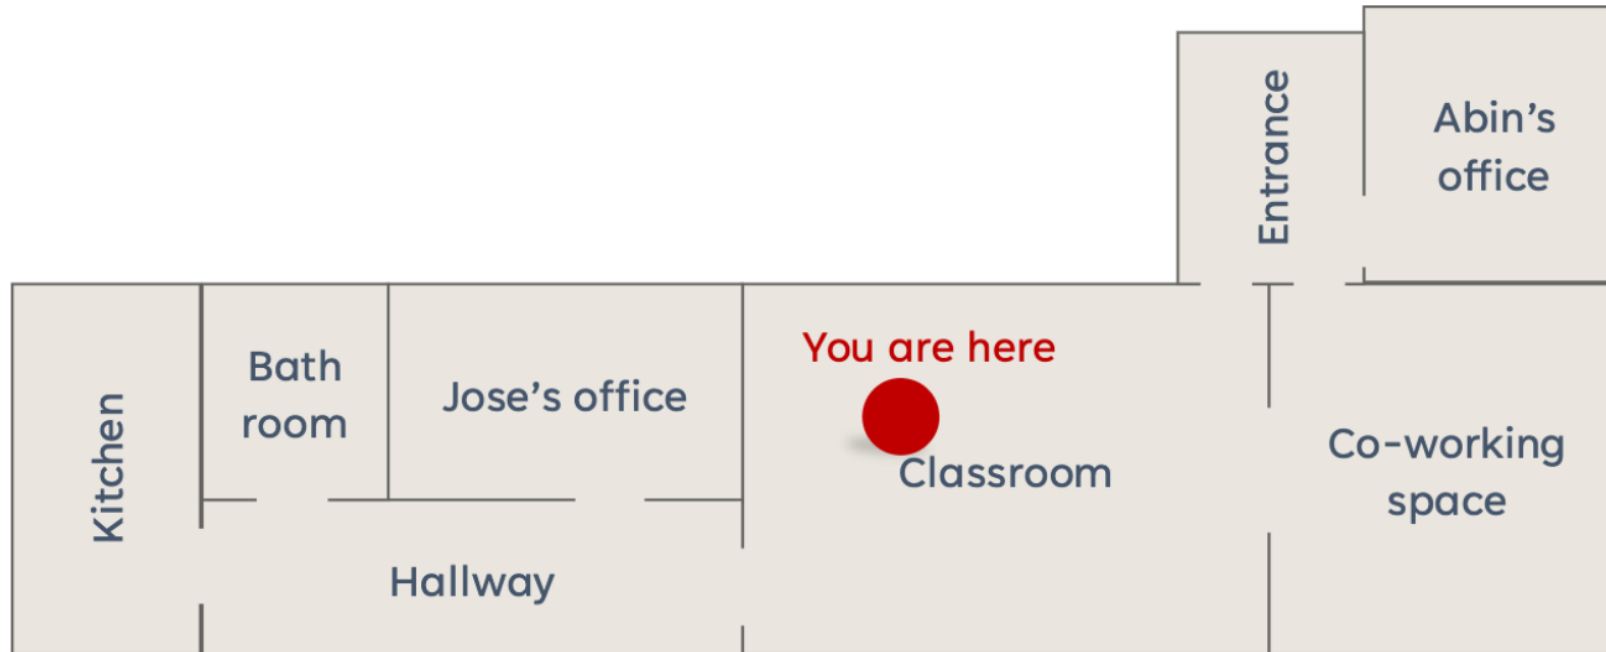 Entrance
Abin's
office
Kitchen
Bath
room
Jose's office
You are here
Classroom
Co-working
space
Hallway